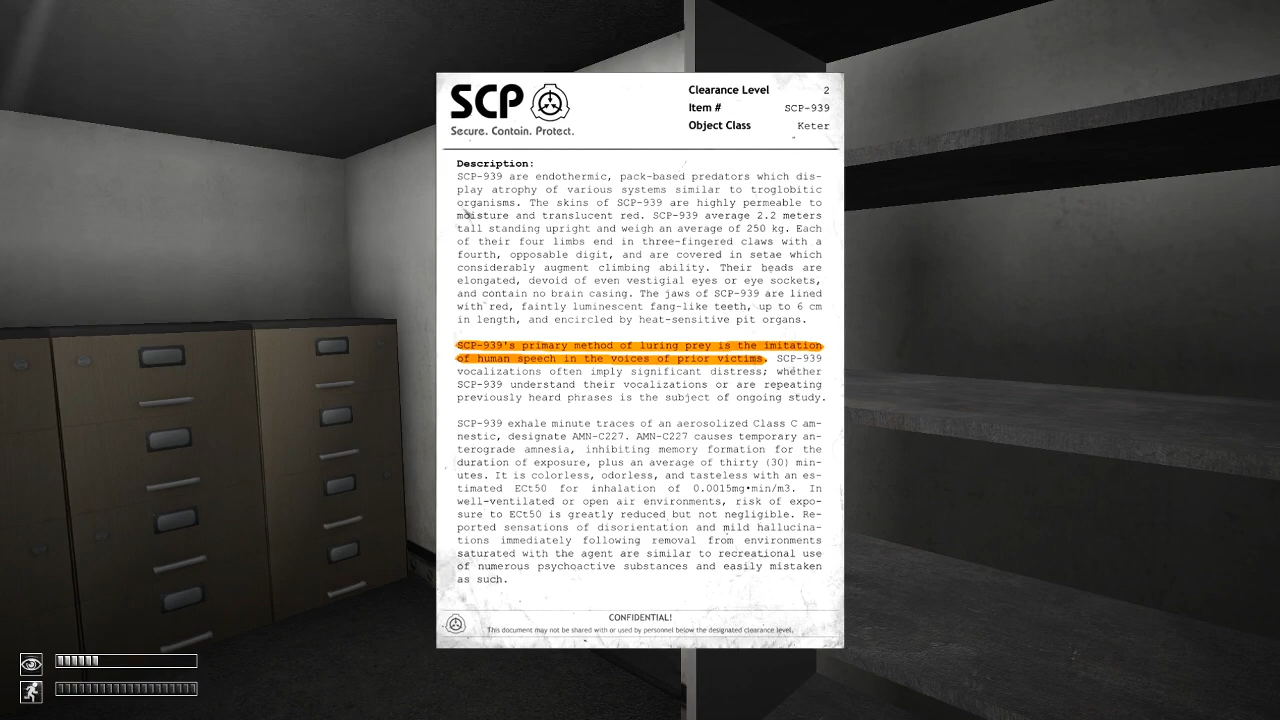 SCP
Secure. Contain. Protect.
Clearance Level 2
Item # SCP-939
Object Class Keter
Description:
SCP-939 are endothermic, pack-based predators which dis-
play atrophy of various systems similar to troglobitic
organisms. The skins of SCP-939 are highly permeable to
moisture and translucent red. SCP-939 average 2.2 meters
tall standing upright and weigh an average of 250 kg. Each
of their four limbs end in three-fingered claws with a
fourth, opposable digit, and are covered in setae which
considerably augment climbing ability. Their heads are
elongated, devoid of even vestigial eyes or eye sockets,
and contain no brain casing. The jaws of SCP-939 are lined
with red, faintly luminescent fang-like teeth, up to 6 cm
in length, and encircled by heat-sensitive pit organs.
SCP-939's primary method of luring prey is the imitation
of human speech in the voices of prior victims. SCP-939
vocalizations often imply significant distress; whether
SCP-939 understand their vocalizations or are repeating
previously heard phrases is the subject of ongoing study.
SCP-939 exhale minute traces of an aerosolized Class C am-
nestic, designate AMN-C227. AMN-C227 causes temporary an-
terograde amnesia, inhibiting memory formation for the
duration of exposure, plus an average of thirty (30) min-
utes. It is colorless, odorless, and tasteless with an es-
timated ECt50 for inhalation of 0.0015mg•min/m3. In
well-ventilated or open air environments, risk of expo-
sure to ECt50 is greatly reduced but not negligible. Re-
ported sensations of disorientation and mild hallucina-
tions immediately following removal from environments
saturated with the agent are similar to recreational use
of numerous psychoactive substances and easily mistaken
as such.
CONFIDENTIAL!
This document may not be shared with or used by personnel below the designated clearance level.